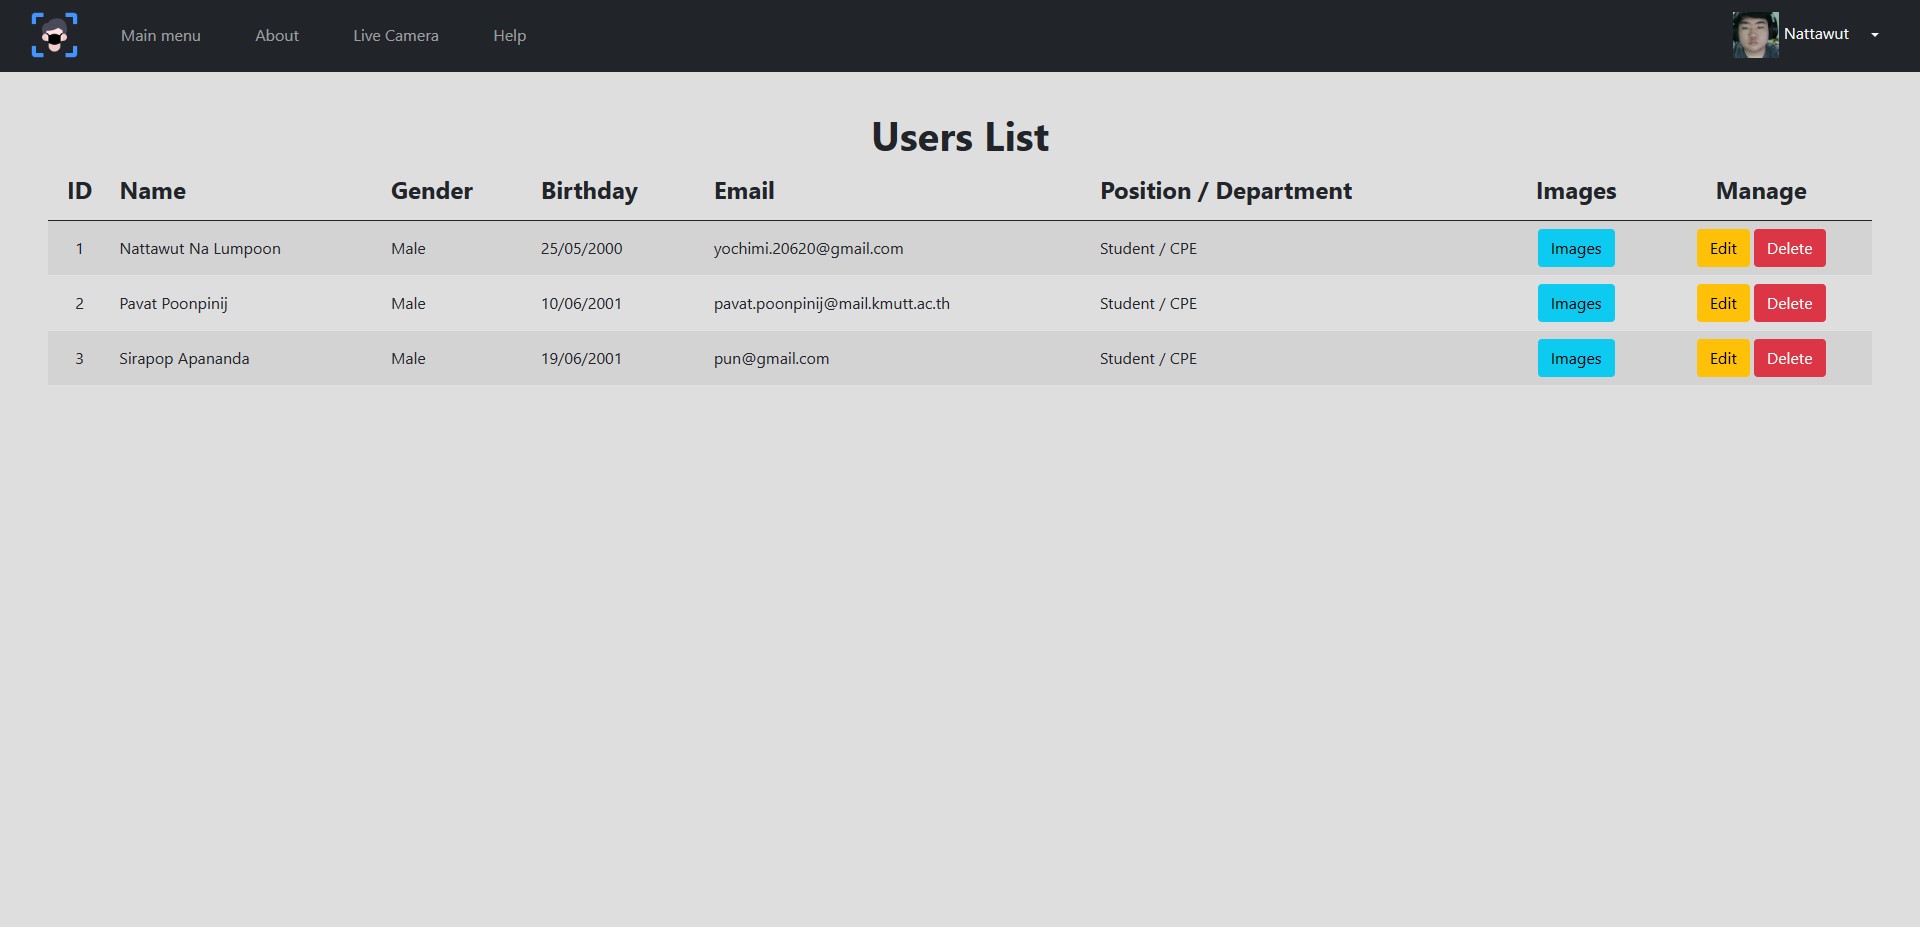 Main menu About Live Camera Help Nattawut
Users List
ID Name Gender Birthday Email Position / Department Images Manage
1 Nattawut Na Lumpoon Male 25/05/2000 yochimi.20620@gmail.com Student / CPE Images Edit Delete
2 Pavat Poonpinij Male 10/06/2001 pavat.poonpinij@mail.kmutt.ac.th Student / CPE Images Edit Delete
3 Sirapop Apananda Male 19/06/2001 pun@gmail.com Student / CPE Images Edit Delete